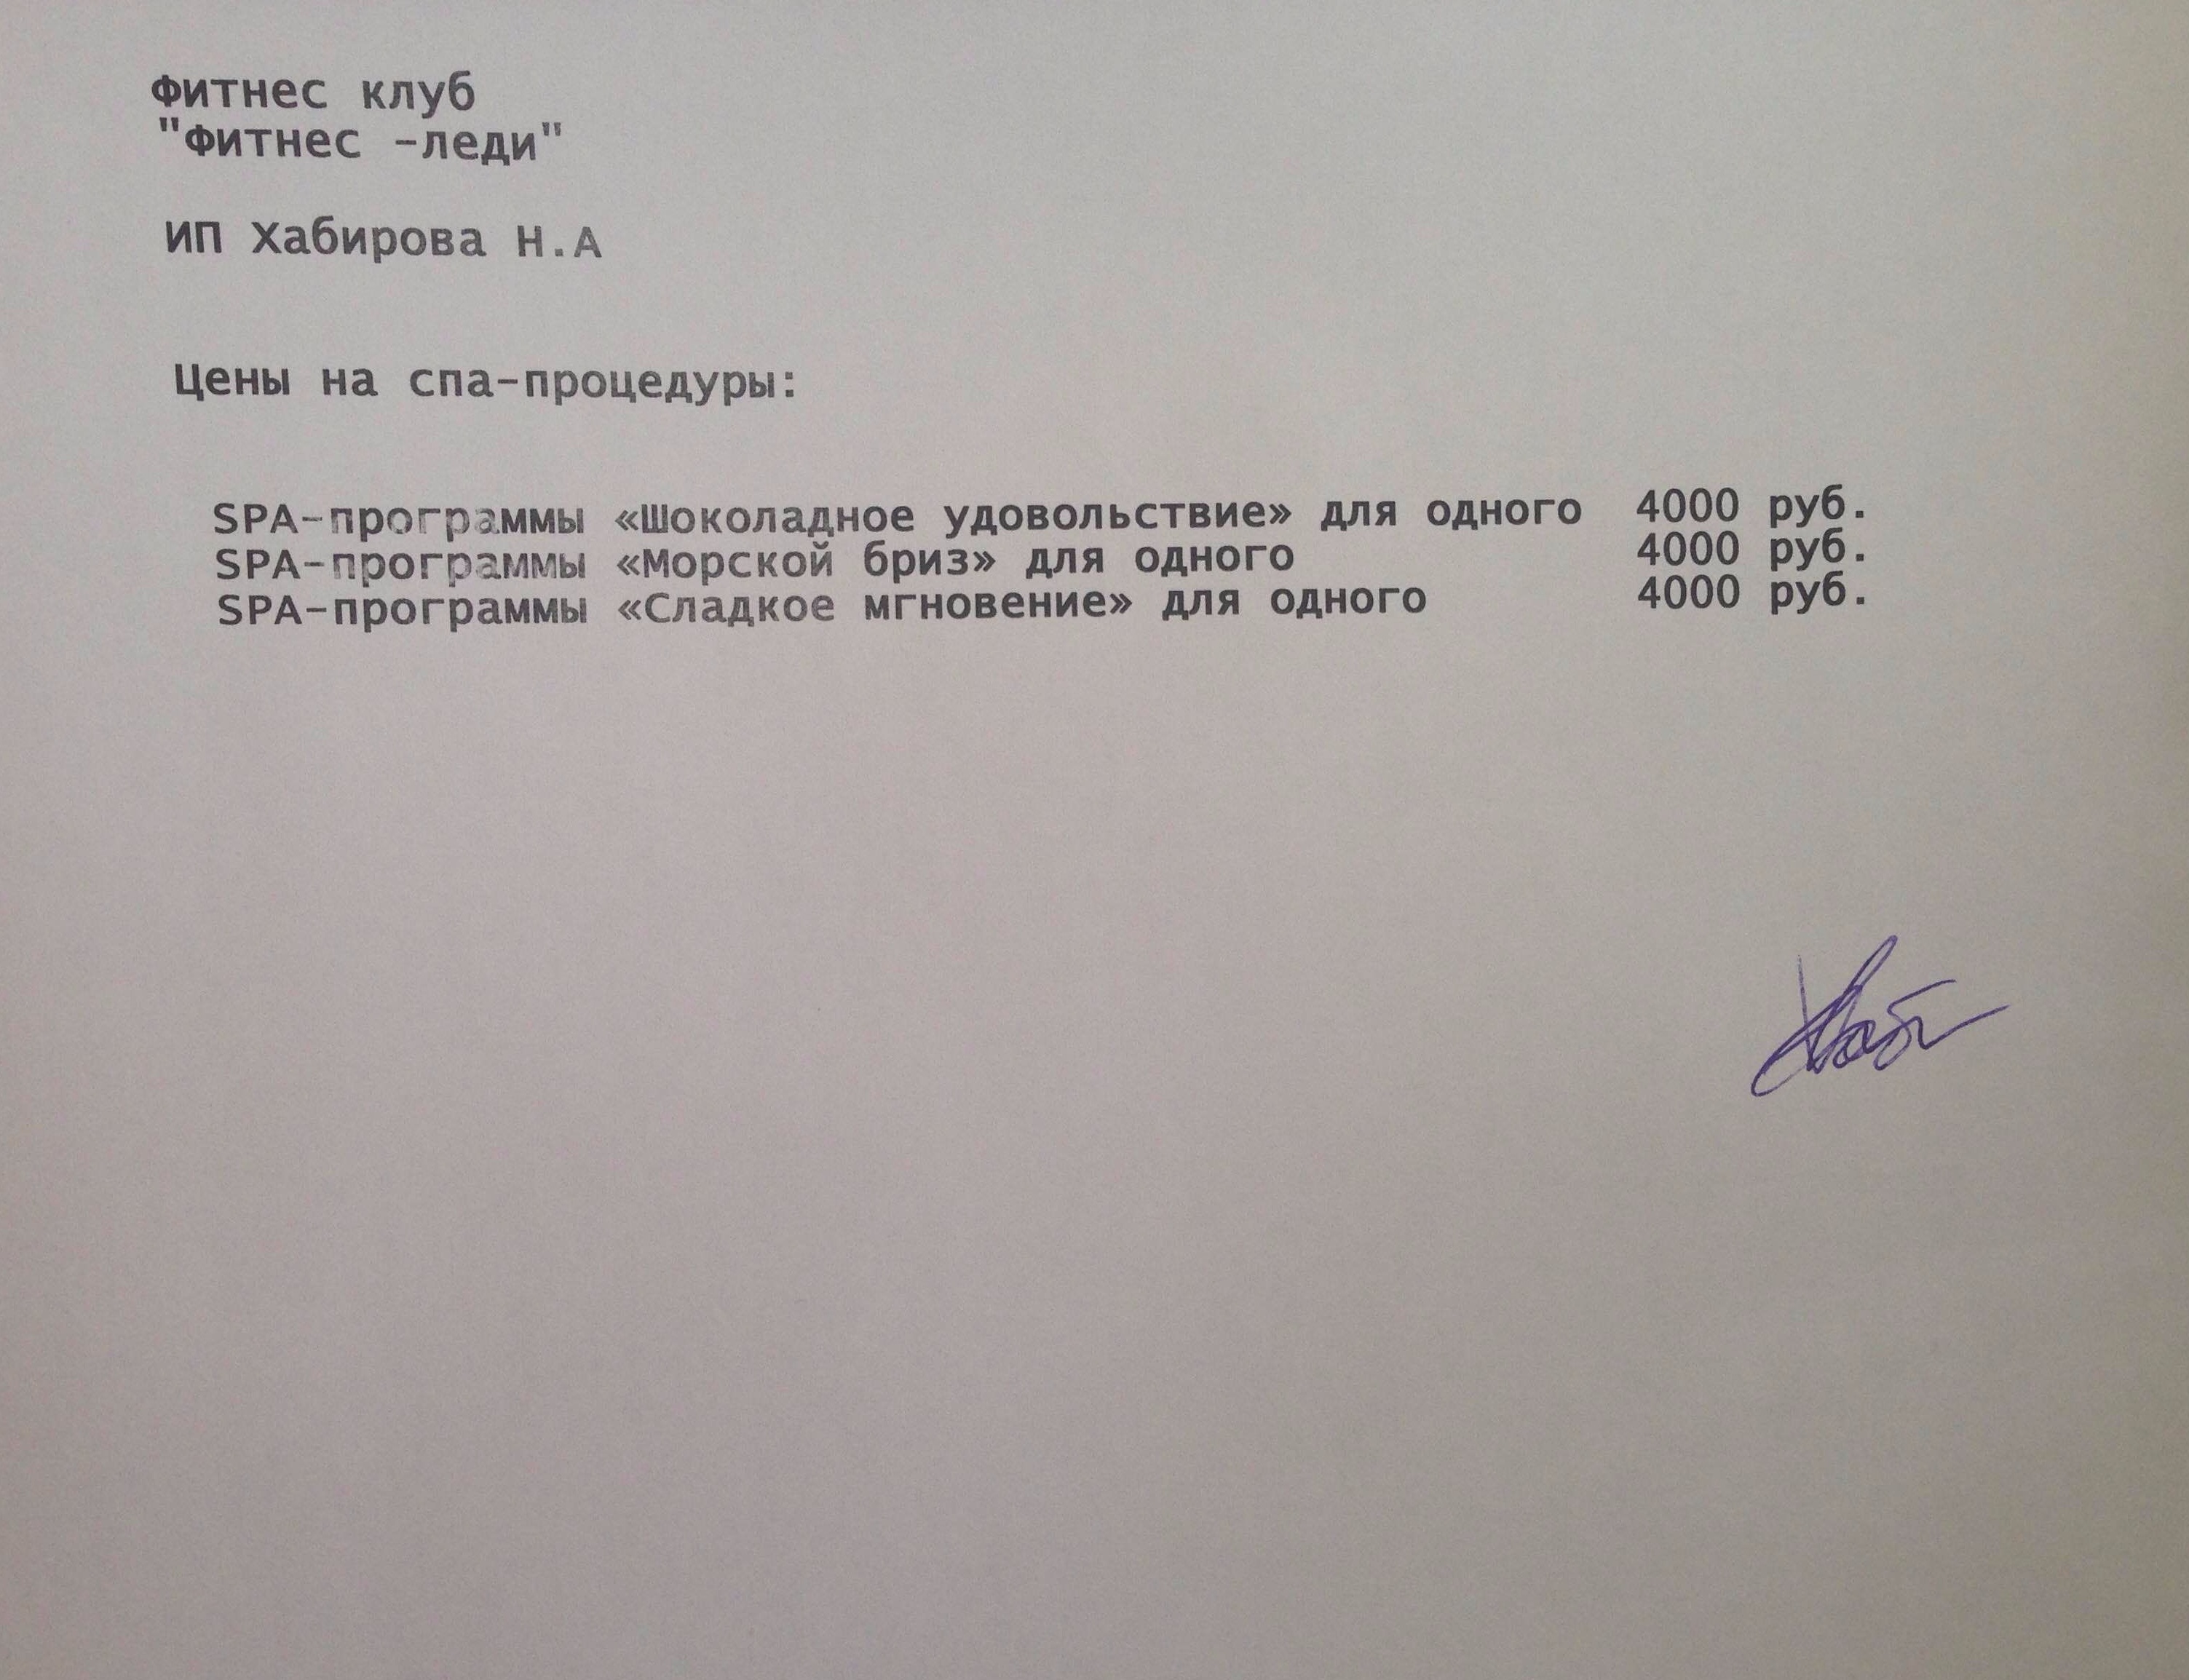 Фитнес клуб
"Фитнес -леди"
ИП Хабирова Н.А
Цены на спа-процедуры:
SPA-программы «Шоколадное удовольствие» для одного 4000 руб.
SPA-программы «Морской бриз» для одного 4000 руб.
SPA-программы «Сладкое мгновение» для одного 4000 руб.